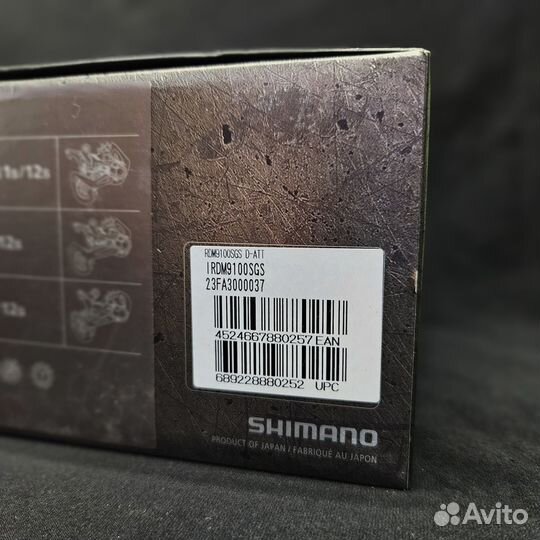 11s/12s
12s
12s
RDM9100SGS D-ATT
IRDM9100SGS
23FA3000037
4524667880257 EAN
689228880252 UPC
SHIMANO
PRODUCT OF JAPAN / FABRIQUÉ AU JAPON
Avito